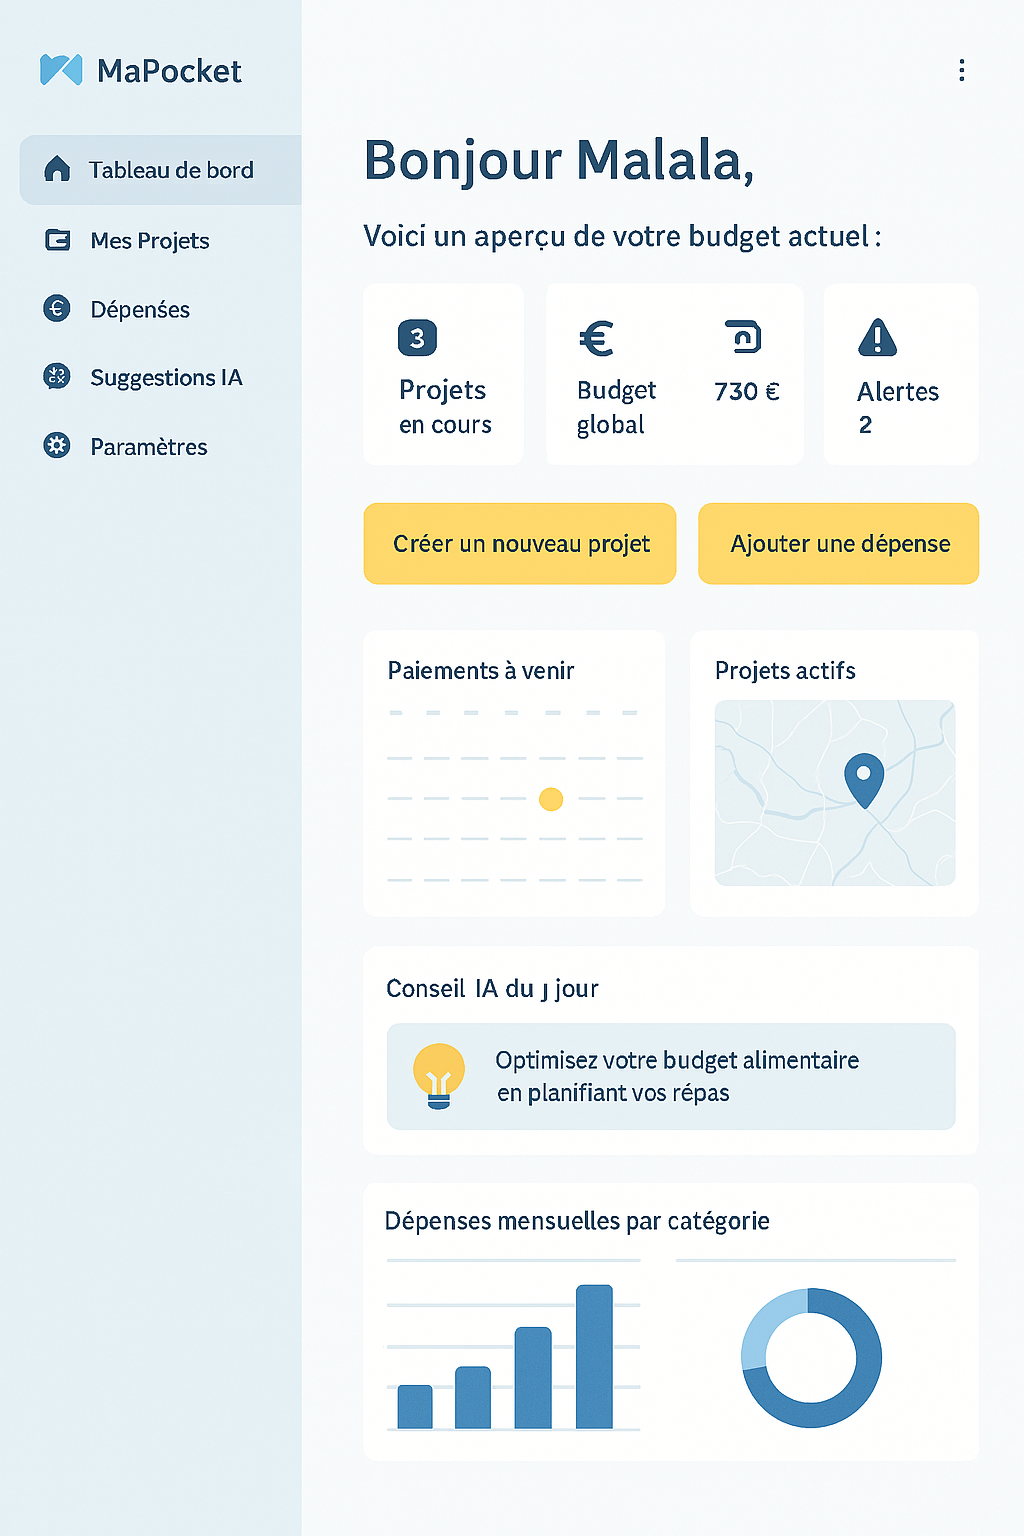 MaPocket
Tableau de bord
Mes Projets
Dépenśes
Suggestions IA
Paramètres
Bonjour Malala,
Voici un aperçu de votre budget actuel :
3
Projets
en cours
€
Budget
global
730 €
Alertes
2
Créer un nouveau projet
Ajouter une dépense
Paiements à venir
Projets actifs
Conseil IA du ȷ jour
Optimisez votre budget alimentaire
en planifiant vos répas
Dépenses mensuelles par catégorie